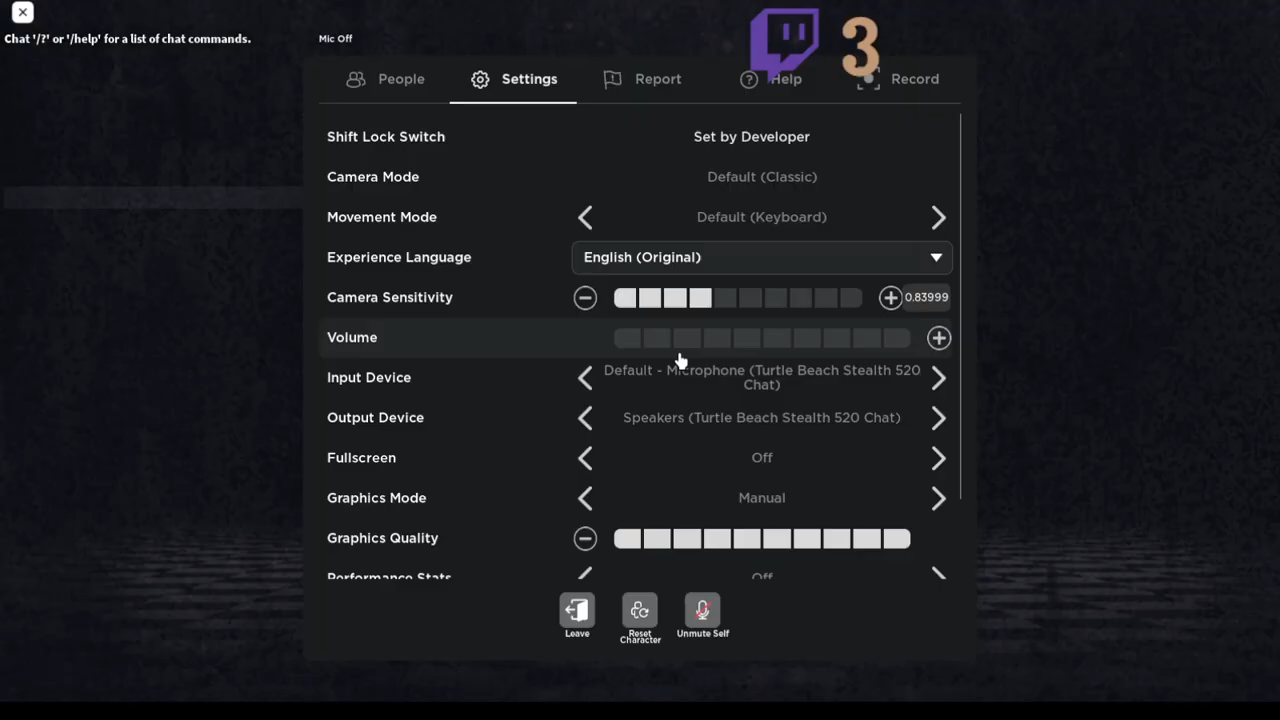 Chat '/?' or '/help' for a list of chat commands.
Mic Off
3
People
Settings
Report
Help
Record
Shift Lock Switch
Set by Developer
Camera Mode
Default (Classic)
Movement Mode
Default (Keyboard)
Experience Language
English (Original)
Camera Sensitivity
0.83999
Volume
Input Device
Default - Microphone (Turtle Beach Stealth 520
Chat)
Output Device
Speakers (Turtle Beach Stealth 520 Chat)
Fullscreen
Off
Graphics Mode
Manual
Graphics Quality
Performance Stats
Off
Leave
Reset
Character
Unmute Self